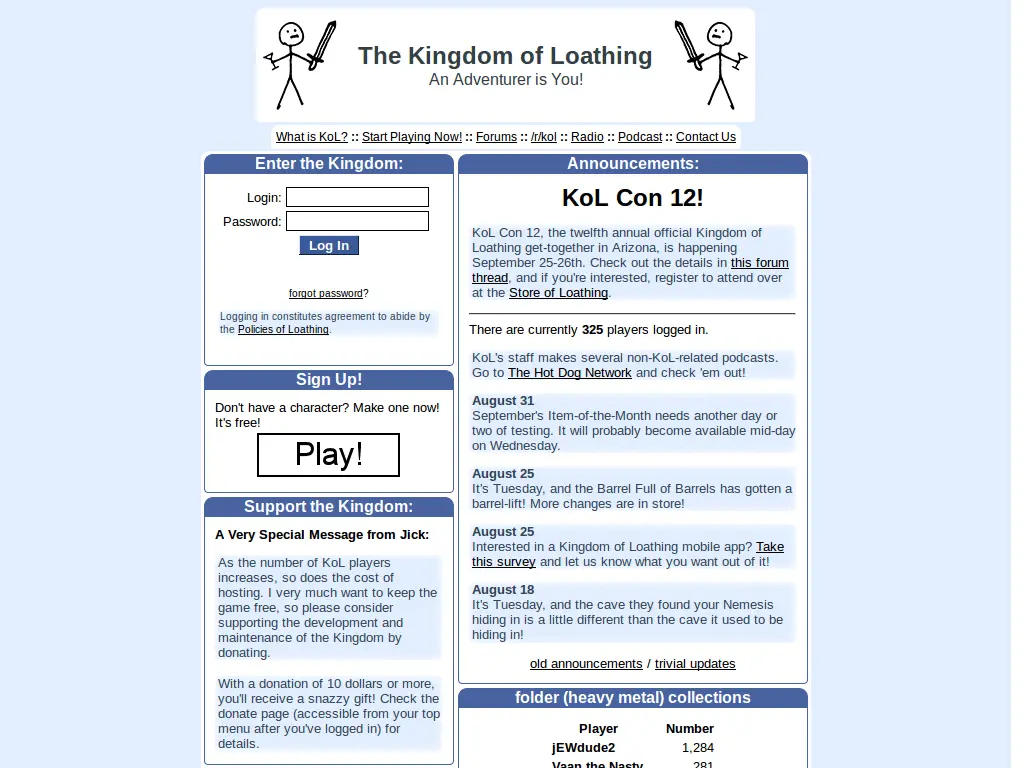 The Kingdom of Loathing
An Adventurer is You!
What is KoL? :: Start Playing Now! :: Forums :: /r/kol :: Radio :: Podcast :: Contact Us
Enter the Kingdom:
Login:
Password:
Log In
forgot password?
Logging in constitutes agreement to abide by
the Policies of Loathing.
Sign Up!
Don't have a character? Make one now!
It's free!
Play!
Support the Kingdom:
A Very Special Message from Jick:
As the number of KoL players
increases, so does the cost of
hosting. I very much want to keep the
game free, so please consider
supporting the development and
maintenance of the Kingdom by
donating.
With a donation of 10 dollars or more,
you'll receive a snazzy gift! Check the
donate page (accessible from your top
menu after you've logged in) for
details.
Announcements:
KoL Con 12!
KoL Con 12, the twelfth annual official Kingdom of
Loathing get-together in Arizona, is happening
September 25-26th. Check out the details in this forum
thread, and if you're interested, register to attend over
at the Store of Loathing.
There are currently 325 players logged in.
KoL's staff makes several non-KoL-related podcasts.
Go to The Hot Dog Network and check 'em out!
August 31
September's Item-of-the-Month needs another day or
two of testing. It will probably become available mid-day
on Wednesday.
August 25
It's Tuesday, and the Barrel Full of Barrels has gotten a
barrel-lift! More changes are in store!
August 25
Interested in a Kingdom of Loathing mobile app? Take
this survey and let us know what you want out of it!
August 18
It's Tuesday, and the cave they found your Nemesis
hiding in is a little different than the cave it used to be
hiding in!
old announcements / trivial updates
folder (heavy metal) collections
Player Number
jEWdude2 1,284
Vaan the Nasty 281